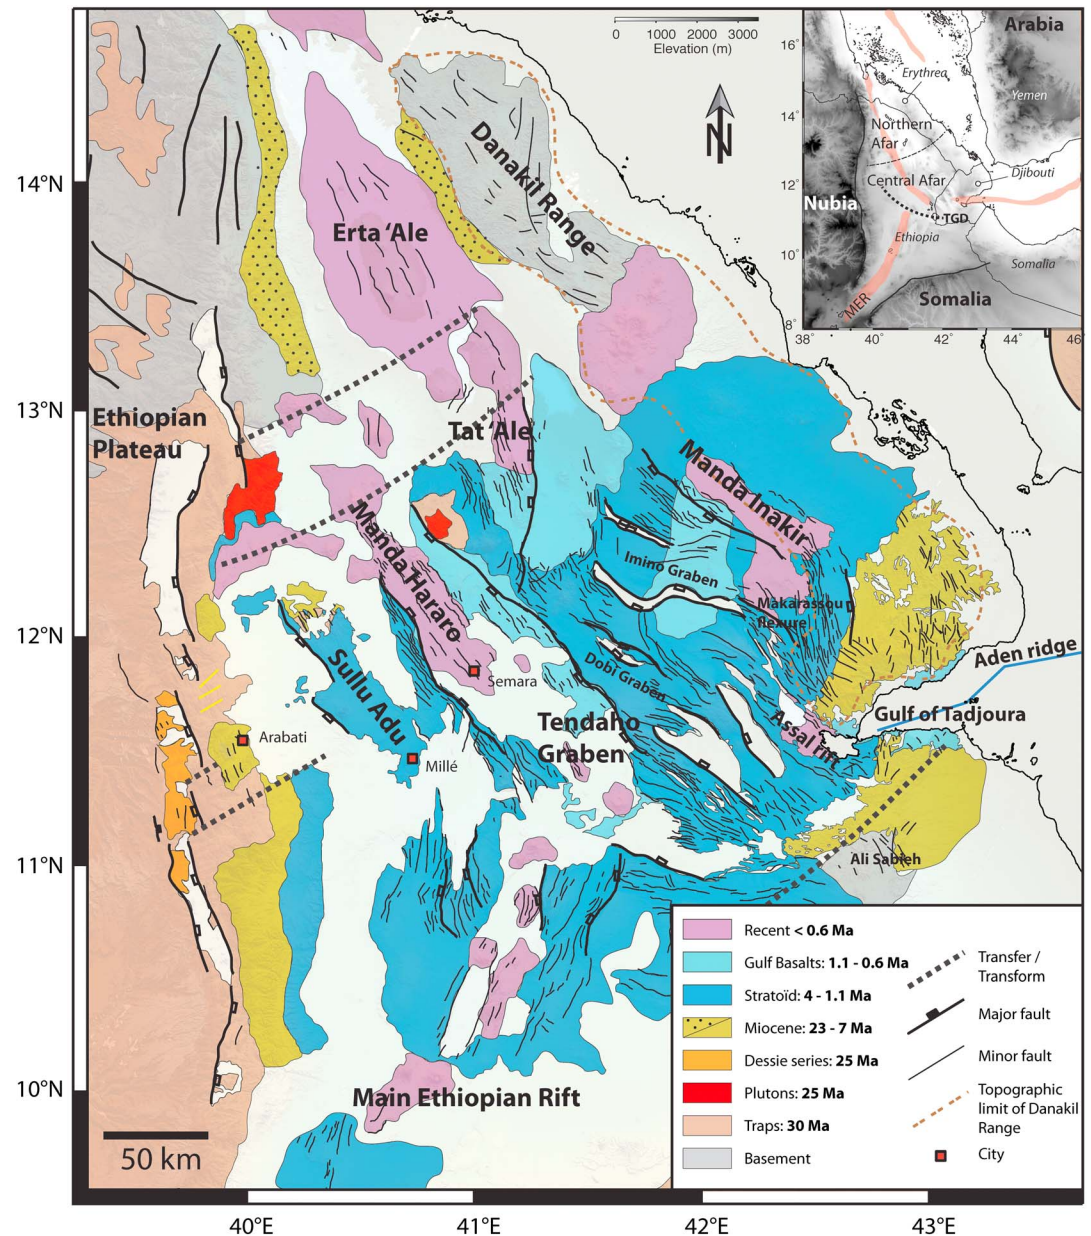 0 1000 2000 3000
Elevation (m)
N
16°
14°
12°
10°
8°
38° 40° 42° 44° 46
Arabia
Erythrea
Yemen
Northern
Afar
Central Afar
Djibouti
Nubia
TGD
Ethiopia
Somalia
MER
Somalia
14°N
13°N
12°N
11°N
10°N
40°E
41°E
42°E
43°E
Danakil Range
Erta ‘Ale
Ethiopian
Plateau
Tat ‘Ale
Manda Inakir
Manda Hararo
Imino Graben
Makarassou
flexure
Dobi Graben
Sullu Adu
Semara
Aden ridge
Gulf of Tadjoura
Assal rift
Tendaho
Graben
Arabati
Millé
Ali Sabieh
Main Ethiopian Rift
50 km
Recent < 0.6 Ma
Gulf Basalts: 1.1 - 0.6 Ma
Stratoïd: 4 - 1.1 Ma
Miocene: 23 - 7 Ma
Dessie series: 25 Ma
Plutons: 25 Ma
Traps: 30 Ma
Basement
Transfer /
Transform
Major fault
Minor fault
Topographic
limit of Danakil
Range
City